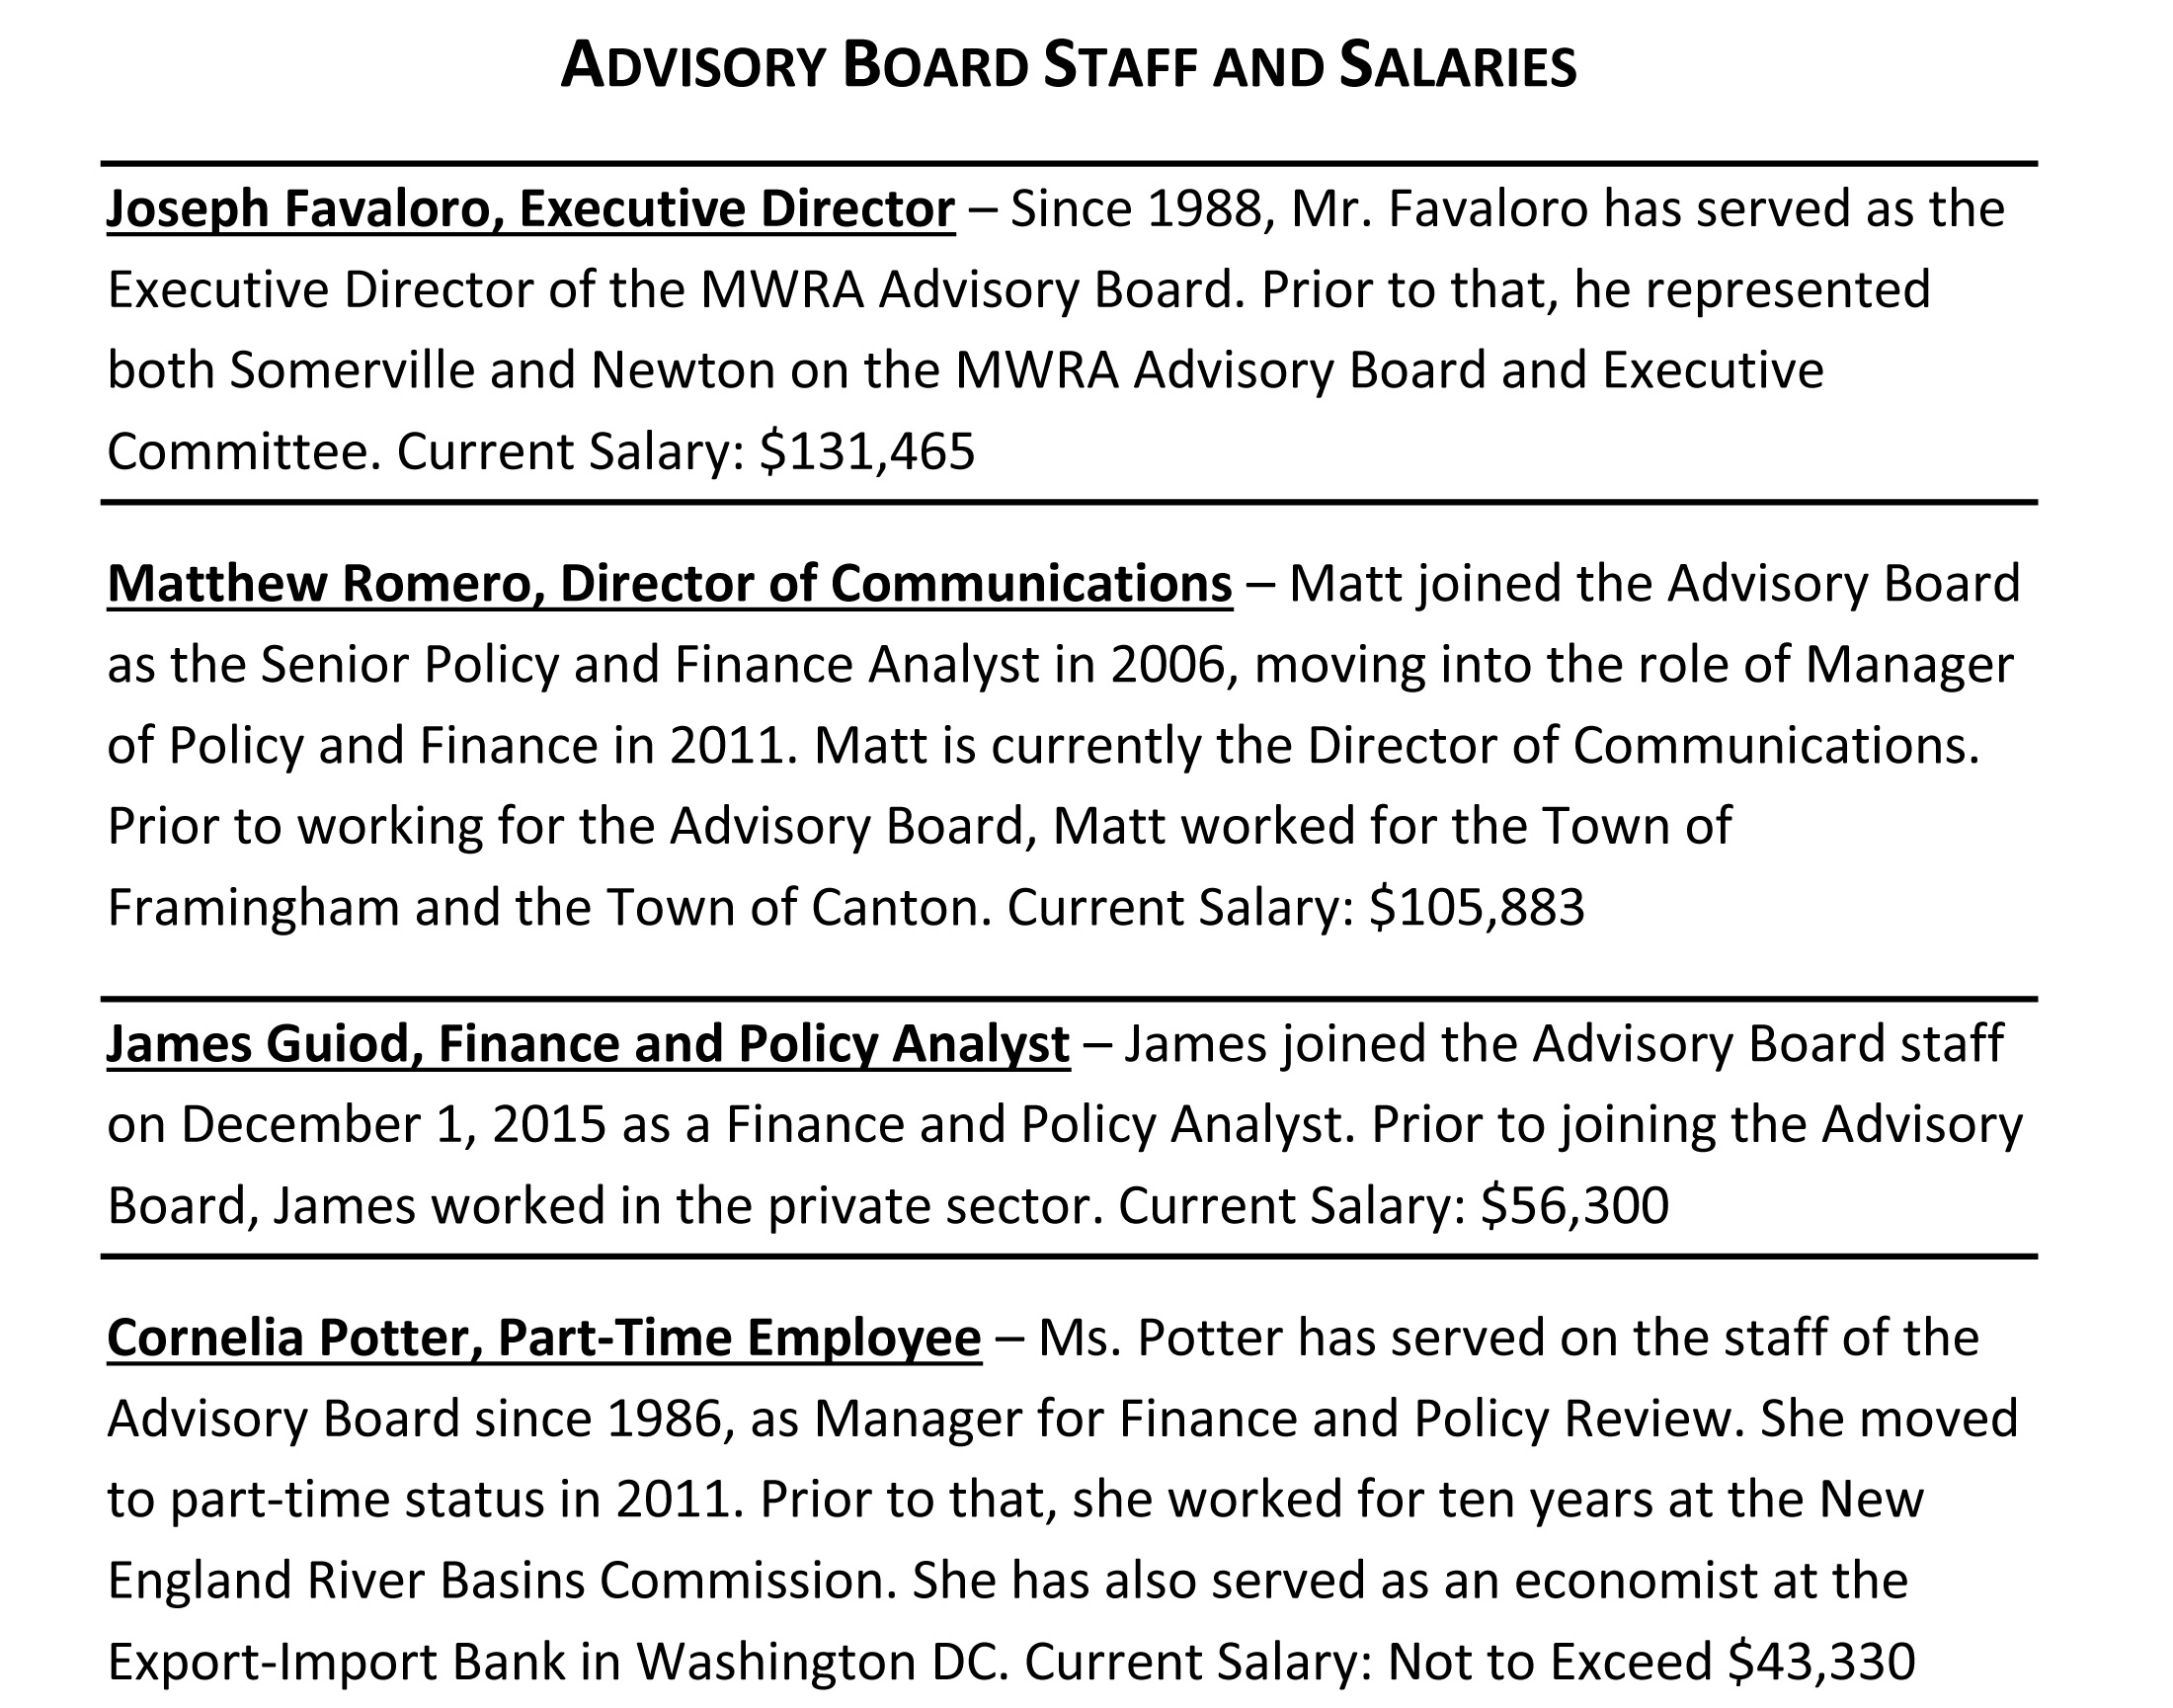 ADVISORY BOARD STAFF AND SALARIES
Joseph Favaloro, Executive Director – Since 1988, Mr. Favaloro has served as the
Executive Director of the MWRA Advisory Board. Prior to that, he represented
both Somerville and Newton on the MWRA Advisory Board and Executive
Committee. Current Salary: $131,465
Matthew Romero, Director of Communications – Matt joined the Advisory Board
as the Senior Policy and Finance Analyst in 2006, moving into the role of Manager
of Policy and Finance in 2011. Matt is currently the Director of Communications.
Prior to working for the Advisory Board, Matt worked for the Town of
Framingham and the Town of Canton. Current Salary: $105,883
James Guiod, Finance and Policy Analyst – James joined the Advisory Board staff
on December 1, 2015 as a Finance and Policy Analyst. Prior to joining the Advisory
Board, James worked in the private sector. Current Salary: $56,300
Cornelia Potter, Part-Time Employee – Ms. Potter has served on the staff of the
Advisory Board since 1986, as Manager for Finance and Policy Review. She moved
to part-time status in 2011. Prior to that, she worked for ten years at the New
England River Basins Commission. She has also served as an economist at the
Export-Import Bank in Washington DC. Current Salary: Not to Exceed $43,330